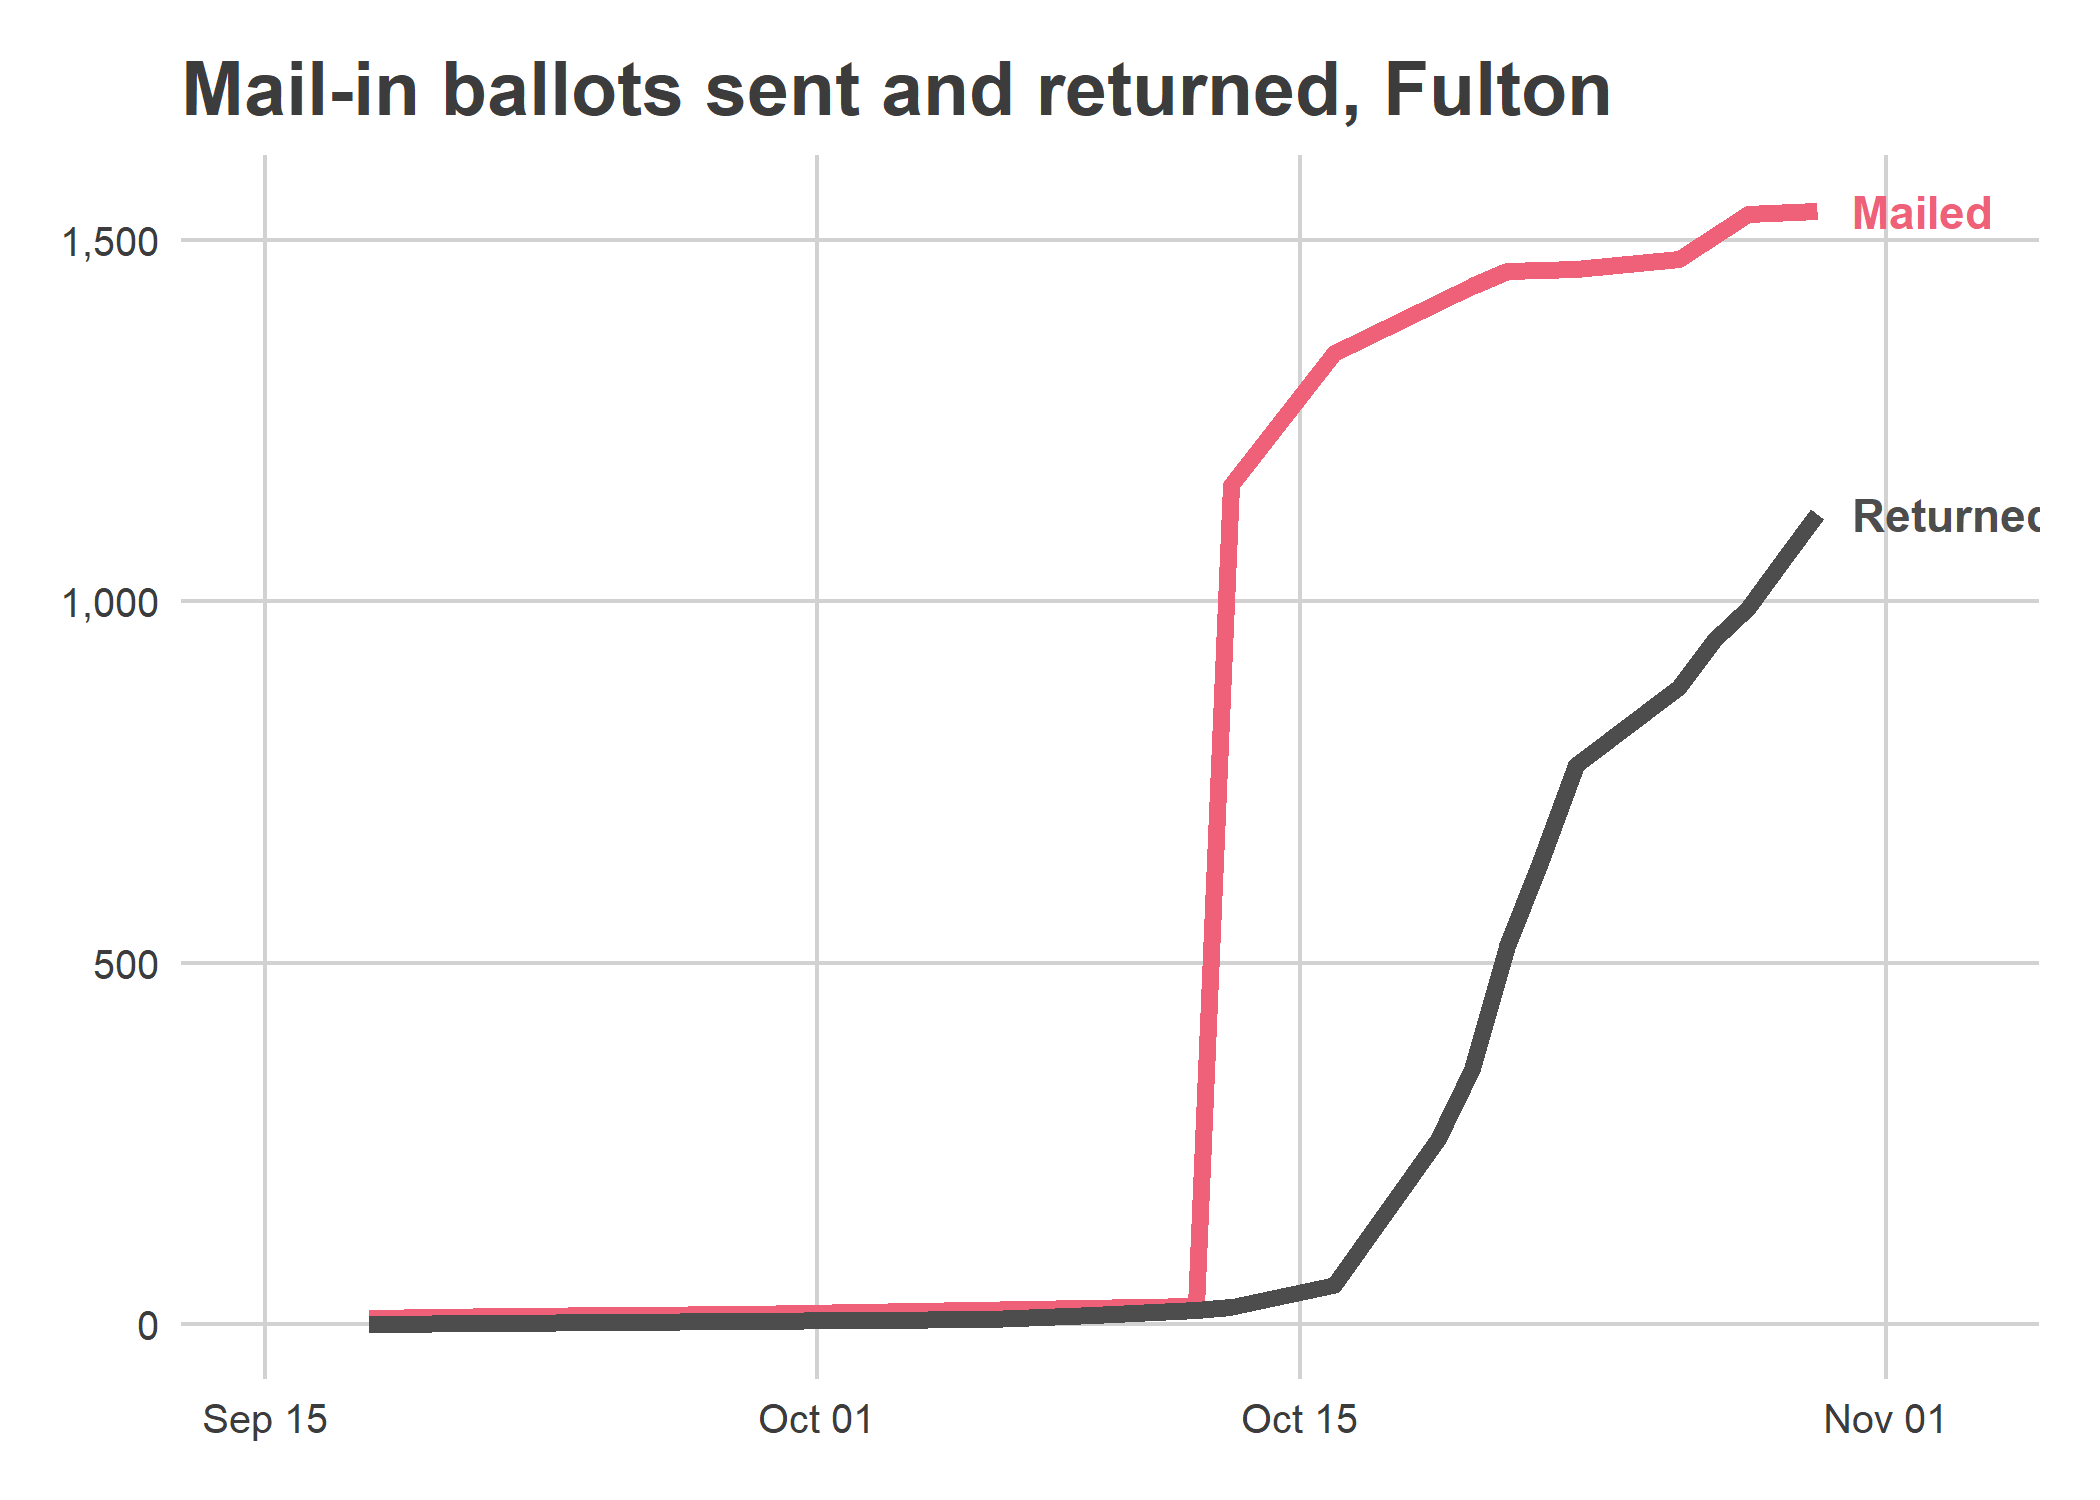 Mail-in ballots sent and returned, Fulton
1,500
Mailed
Returned
1,000
500
0
Sep 15
Oct 01
Oct 15
Nov 01